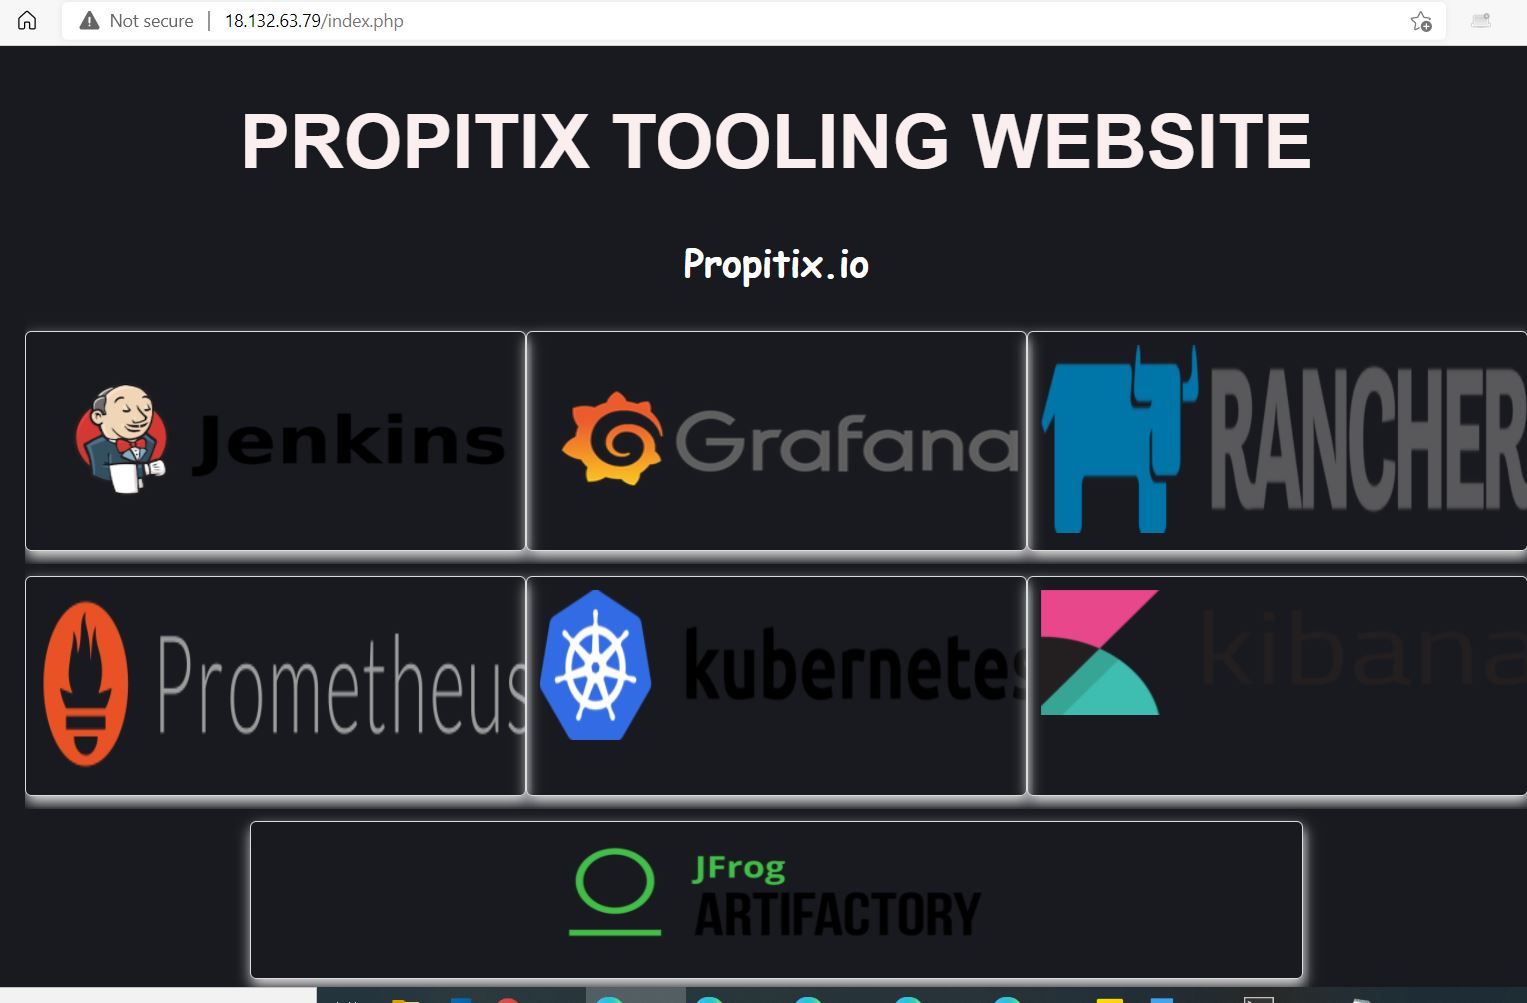 Not secure | 18.132.63.79/index.php
PROPITIX TOOLING WEBSITE
Propitix.io
Jenkins
Grafana
RANCHER
Prometheus
kubernetes
kibana
JFrog
ARTIFACTORY